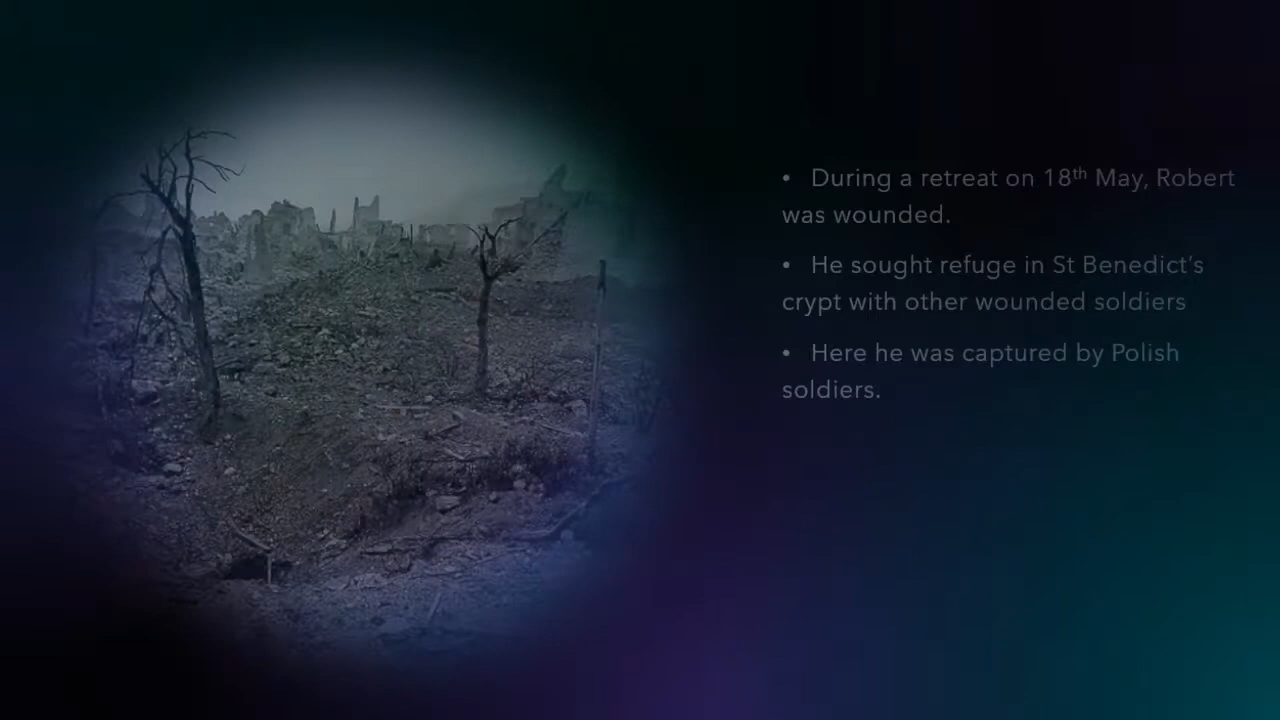 • During a retreat on 18th May, Robert
was wounded.
• He sought refuge in St Benedict’s
crypt with other wounded soldiers
• Here he was captured by Polish
soldiers.